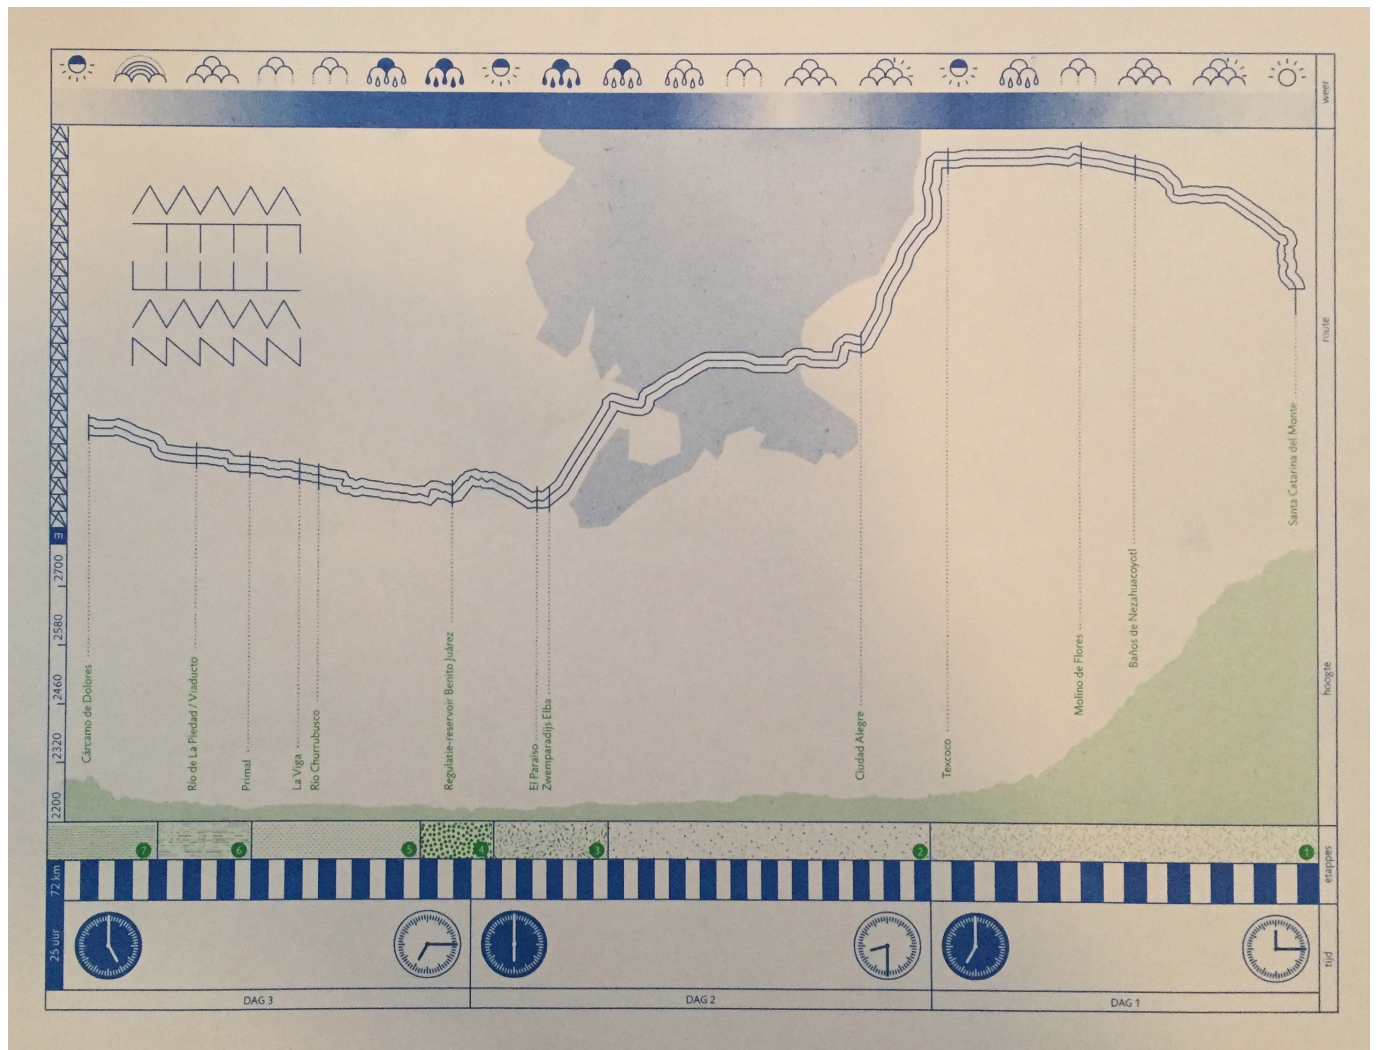 weer
route
hoogte
etappes
tijd
m
2700
2580
2460
2320
2200
72 km
25 uur
Cárcamo de Dolores
Río de La Piedad / Viaducto
Primal
La Viga
Río Churrubusco
Regulatie-reservoir Benito Juárez
El Paraíso
Zwemparadijs Elba
Ciudad Alegre
Texcoco
Molino de Flores
Baños de Nezahuacoyotl
Santa Catarina del Monte
7
6
5
4
3
2
1
DAG 3
DAG 2
DAG 1